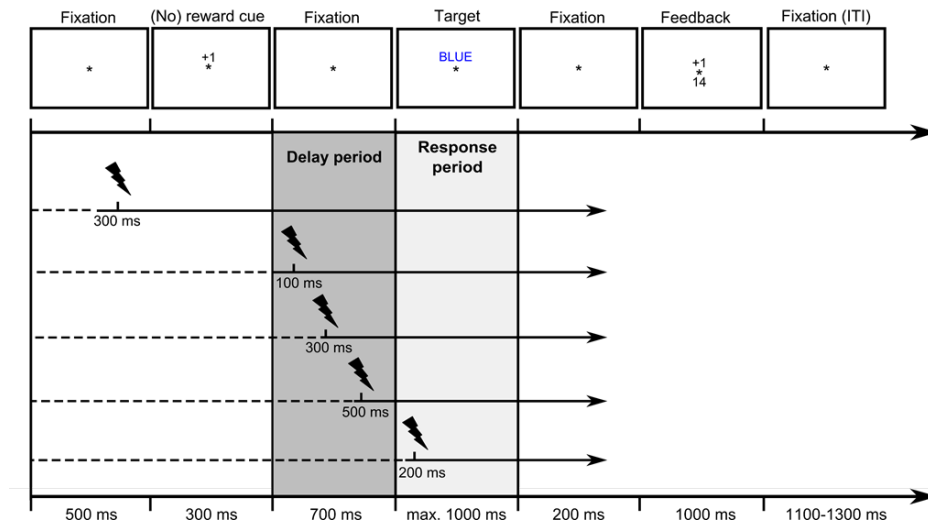 Fixation
(No) reward cue
Fixation
Target
Fixation
Feedback
Fixation (ITI)
*
+1
*
*
BLUE
*
*
+1
*
14
*
Delay period
Response
period
300 ms
100 ms
300 ms
500 ms
200 ms
500 ms
300 ms
700 ms
max. 1000 ms
200 ms
1000 ms
1100-1300 ms